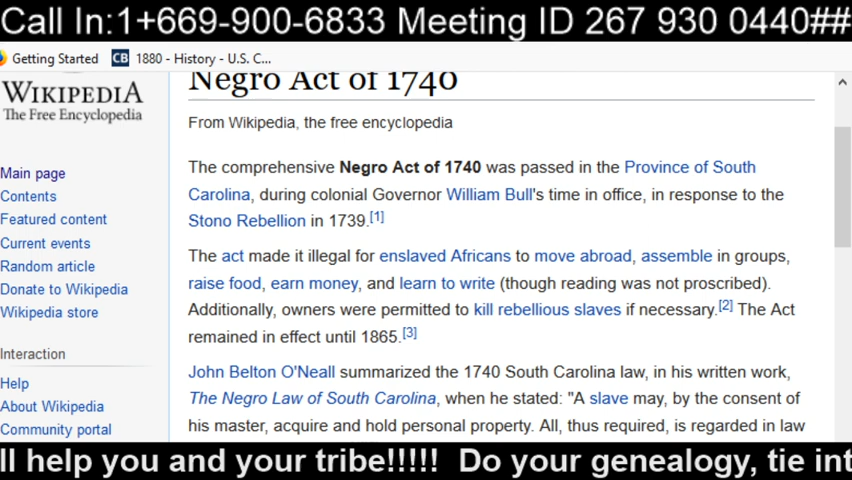 Call In:1+669-900-6833 Meeting ID 267 930 0440##
Getting Started CB 1880 - History - U.S. C...
Negro Act of 1740
WIKIPEDIA
The Free Encyclopedia
From Wikipedia, the free encyclopedia
Main page
Contents
Featured content
Current events
Random article
Donate to Wikipedia
Wikipedia store
Interaction
Help
About Wikipedia
Community portal
The comprehensive Negro Act of 1740 was passed in the Province of South
Carolina, during colonial Governor William Bull's time in office, in response to the
Stono Rebellion in 1739.[1]
The act made it illegal for enslaved Africans to move abroad, assemble in groups,
raise food, earn money, and learn to write (though reading was not proscribed).
Additionally, owners were permitted to kill rebellious slaves if necessary.[2] The Act
remained in effect until 1865.[3]
John Belton O'Neall summarized the 1740 South Carolina law, in his written work,
The Negro Law of South Carolina, when he stated: "A slave may, by the consent of
his master, acquire and hold personal property. All, thus required, is regarded in law
ll help you and your tribe!!!!! Do your genealogy, tie int